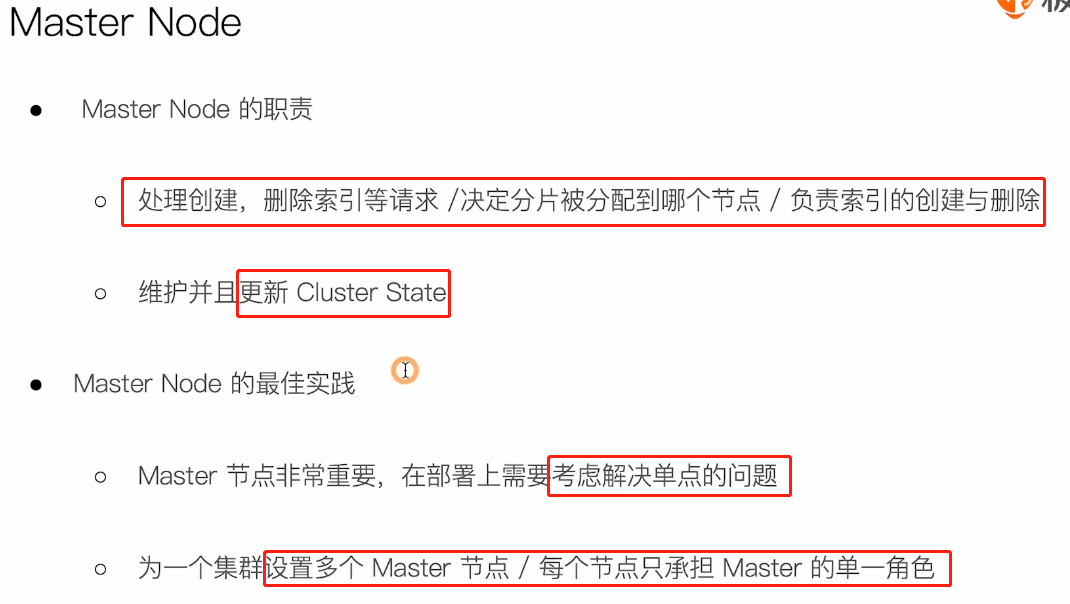 Master Node
Master Node 的职责
处理创建，删除索引等请求 /决定分片被分配到哪个节点 / 负责索引的创建与删除
维护并且更新 Cluster State
Master Node 的最佳实践
Master 节点非常重要，在部署上需要考虑解决单点的问题
为一个集群设置多个 Master 节点 / 每个节点只承担 Master 的单一角色